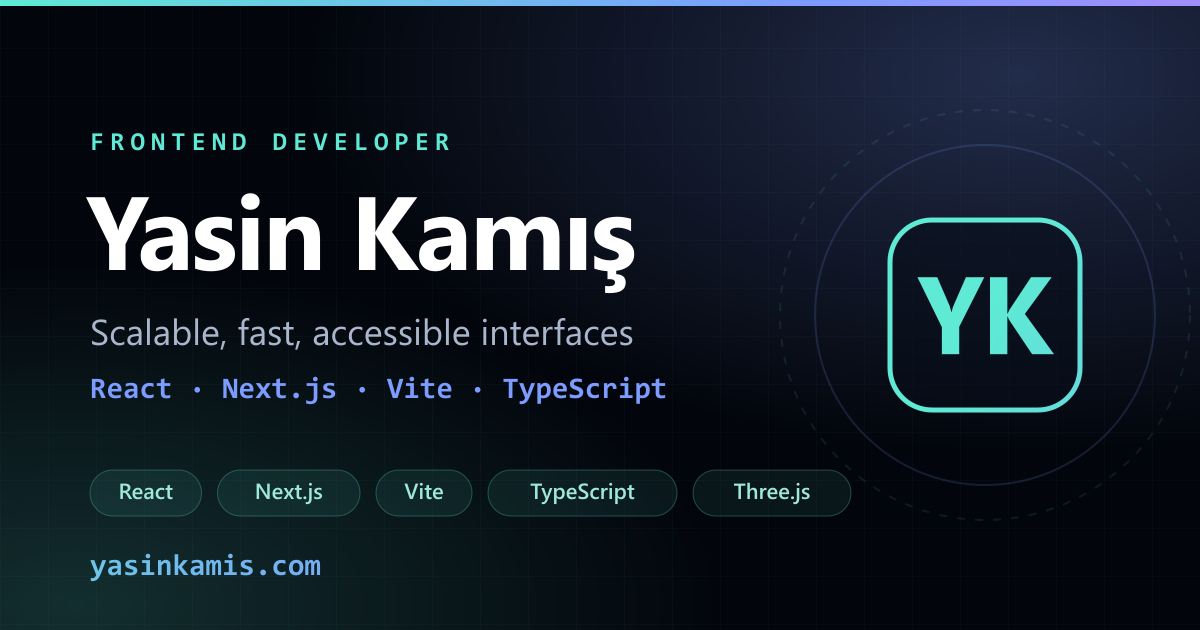 FRONTEND DEVELOPER
Yasin Kamış
Scalable, fast, accessible interfaces
React · Next.js · Vite · TypeScript
YK
React Next.js Vite TypeScript Three.js
yasinkamis.com